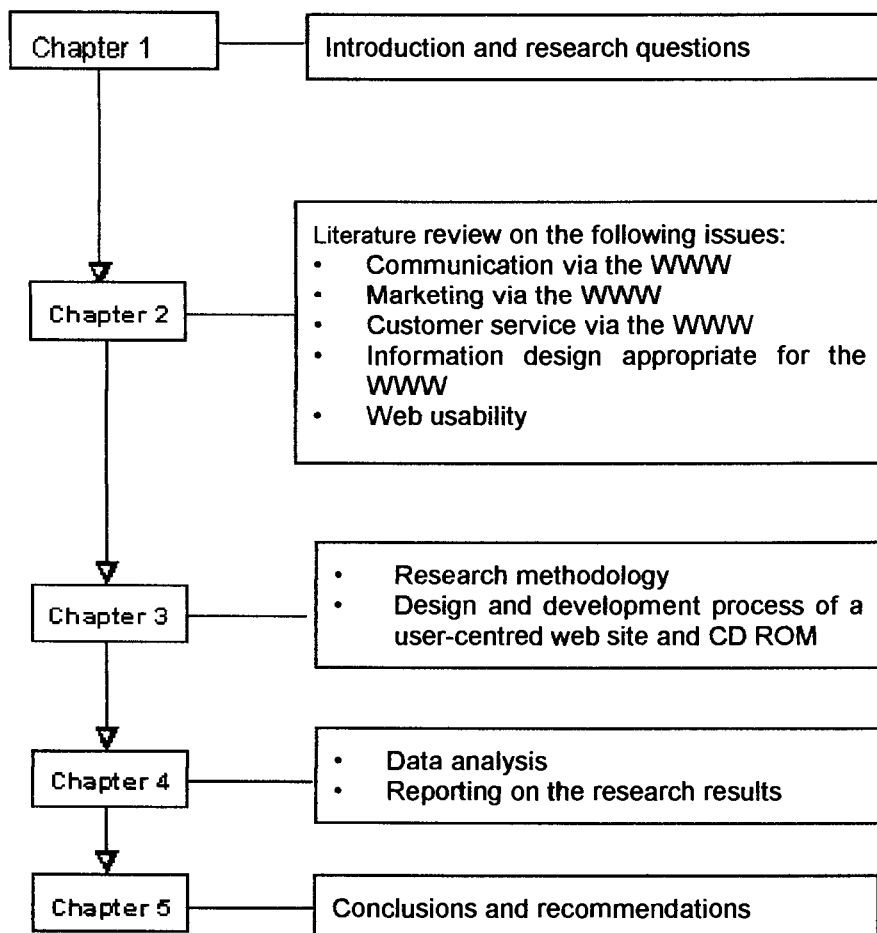 Chapter 1
Introduction and research questions
Literature review on the following issues:
• Communication via the WWW
• Marketing via the WWW
• Customer service via the WWW
• Information design appropriate for the
WWW
• Web usability
Chapter 2
• Research methodology
• Design and development process of a
user-centred web site and CD ROM
Chapter 3
• Data analysis
• Reporting on the research results
Chapter 4
Chapter 5
Conclusions and recommendations